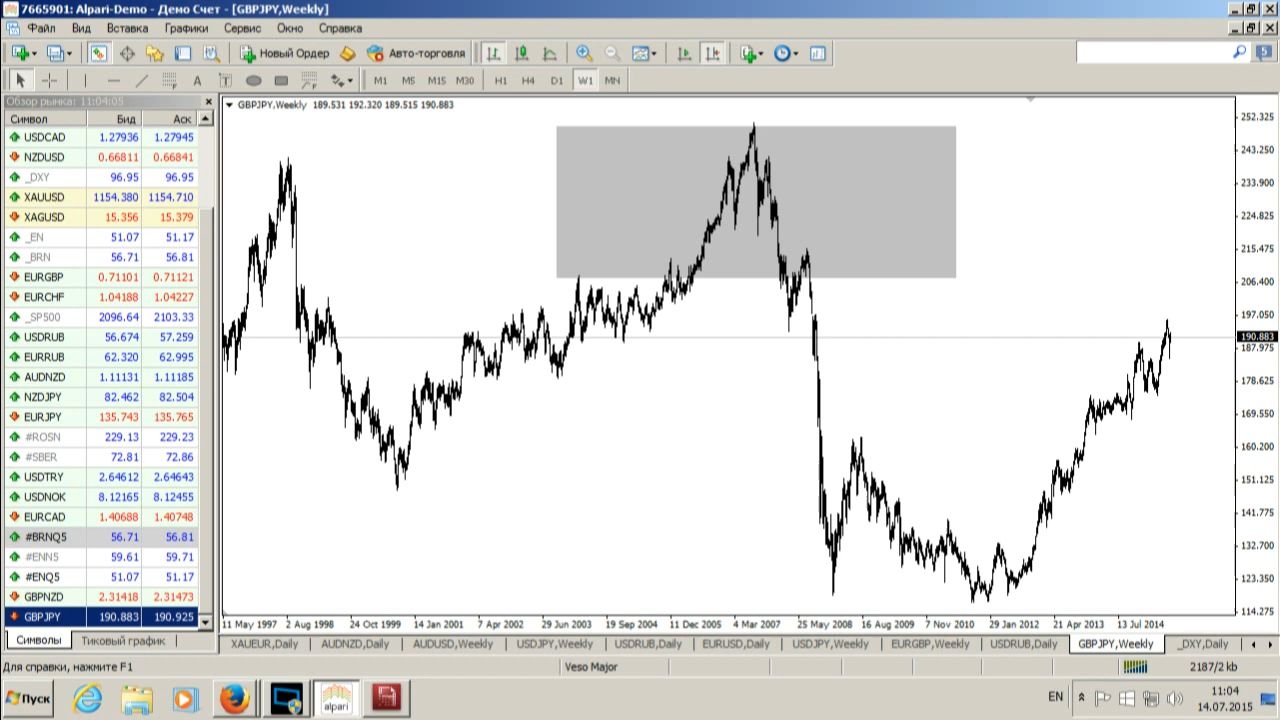 7665901: Alpari-Demo - Демо Счет - [GBPJPY,Weekly]
Файл Вид Вставка Графики Сервис Окно Справка
Новый Ордер Авто-торговля 5
A T M1 M5 M15 M30 H1 H4 D1 W1 MN
Обзор рынка: 11:04:05
Символ Бид Аск
USDCAD 1.27936 1.27945
NZDUSD 0.66811 0.66841
_DXY 96.95 96.95
XAUUSD 1154.380 1154.710
XAGUSD 15.356 15.379
_EN 51.07 51.17
_BRN 56.71 56.81
EURGBP 0.71101 0.71121
EURCHF 1.04188 1.04227
_SP500 2096.64 2103.33
USDRUB 56.674 57.259
EURRUB 62.320 62.995
AUDNZD 1.11131 1.11185
NZDJPY 82.462 82.504
EURJPY 135.743 135.765
#ROSN 229.13 229.23
#SBER 72.81 72.86
USDTRY 2.64612 2.64643
USDNOK 8.12165 8.12455
EURCAD 1.40688 1.40748
#BRNQ5 56.71 56.81
#ENN5 59.61 59.71
#ENQ5 51.07 51.17
GBPNZD 2.31418 2.31473
GBPJPY 190.883 190.925
Символы Тиковый график
GBPJPY,Weekly 189.531 192.320 189.515 190.883
252.325
243.250
233.900
224.825
215.475
206.400
197.050
190.883
187.975
178.625
169.550
160.200
151.125
141.775
132.700
123.350
114.275
11 May 1997 2 Aug 1998 24 Oct 1999 14 Jan 2001 7 Apr 2002 29 Jun 2003 19 Sep 2004 11 Dec 2005 4 Mar 2007 25 May 2008 16 Aug 2009 7 Nov 2010 29 Jan 2012 21 Apr 2013 13 Jul 2014
XAUEUR,Daily AUDNZD,Daily AUDUSD,Weekly USDJPY,Weekly USDRUB,Daily EURUSD,Daily USDJPY,Weekly EURGBP,Weekly USDRUB,Daily GBPJPY,Weekly _DXY,Daily
Для справки, нажмите F1 Veso Major 2187/2 kb
Пуск alpari EN 11:04
14.07.2015